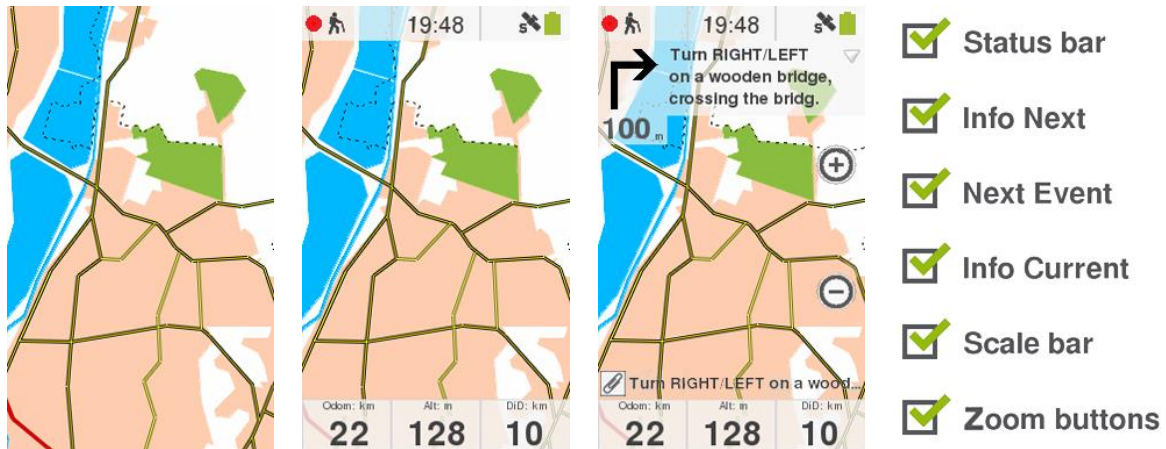 19:48
S
Odom: km
Alt: m
DiD: km
22
128
10
19:48
S
Turn RIGHT/LEFT
on a wooden bridge,
crossing the bridg.
100 m
Turn RIGHT/LEFT on a wood...
Odom: km
Alt: m
DiD: km
22
128
10
Status bar
Info Next
Next Event
Info Current
Scale bar
Zoom buttons